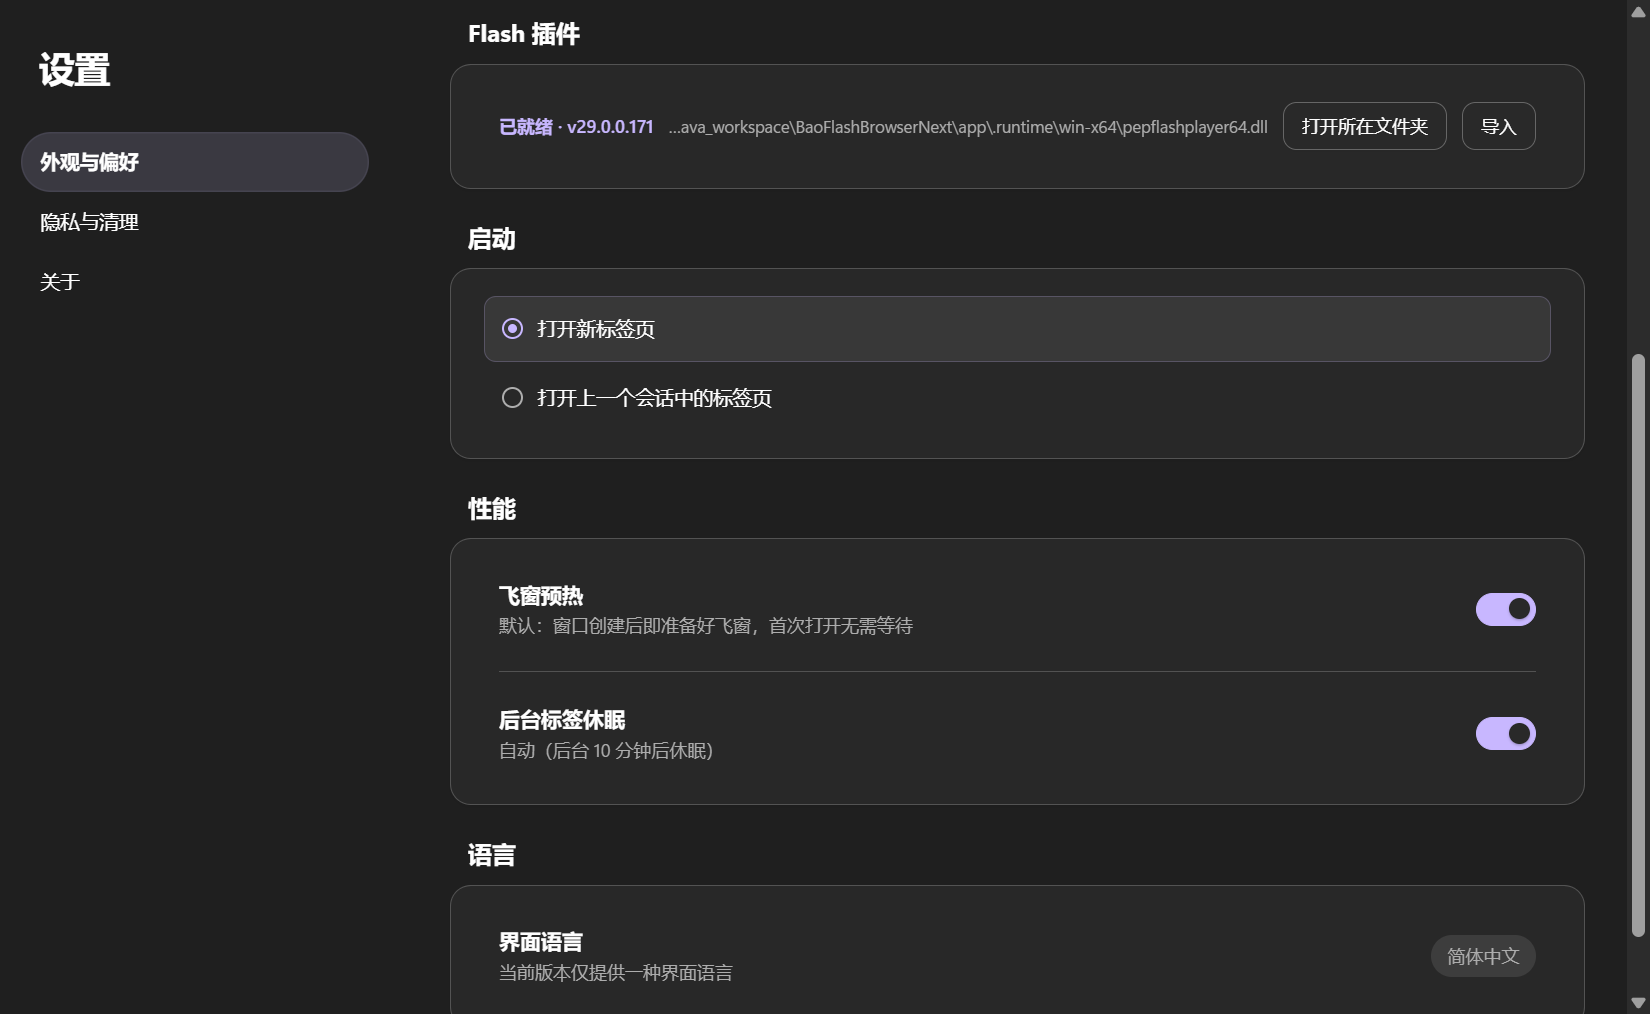 设置
外观与偏好
隐私与清理
关于
Flash 插件
已就绪 · v29.0.0.171 ...ava_workspace\BaoFlashBrowserNext\app\.runtime\win-x64\pepflashplayer64.dll 打开所在文件夹 导入
启动
打开新标签页
打开上一个会话中的标签页
性能
飞窗预热
默认：窗口创建后即准备好飞窗，首次打开无需等待
后台标签休眠
自动（后台 10 分钟后休眠）
语言
界面语言
当前版本仅提供一种界面语言
简体中文